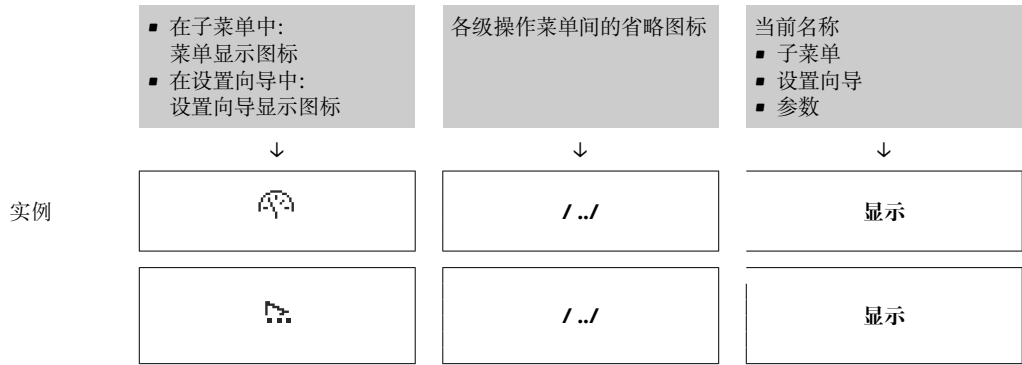 ▪ 在子菜单中:
菜单显示图标
▪ 在设置向导中:
设置向导显示图标
各级操作菜单间的省略图标
当前名称
▪ 子菜单
▪ 设置向导
▪ 参数
↓ ↓ ↓
实例 / ../ 显示
/ ../ 显示